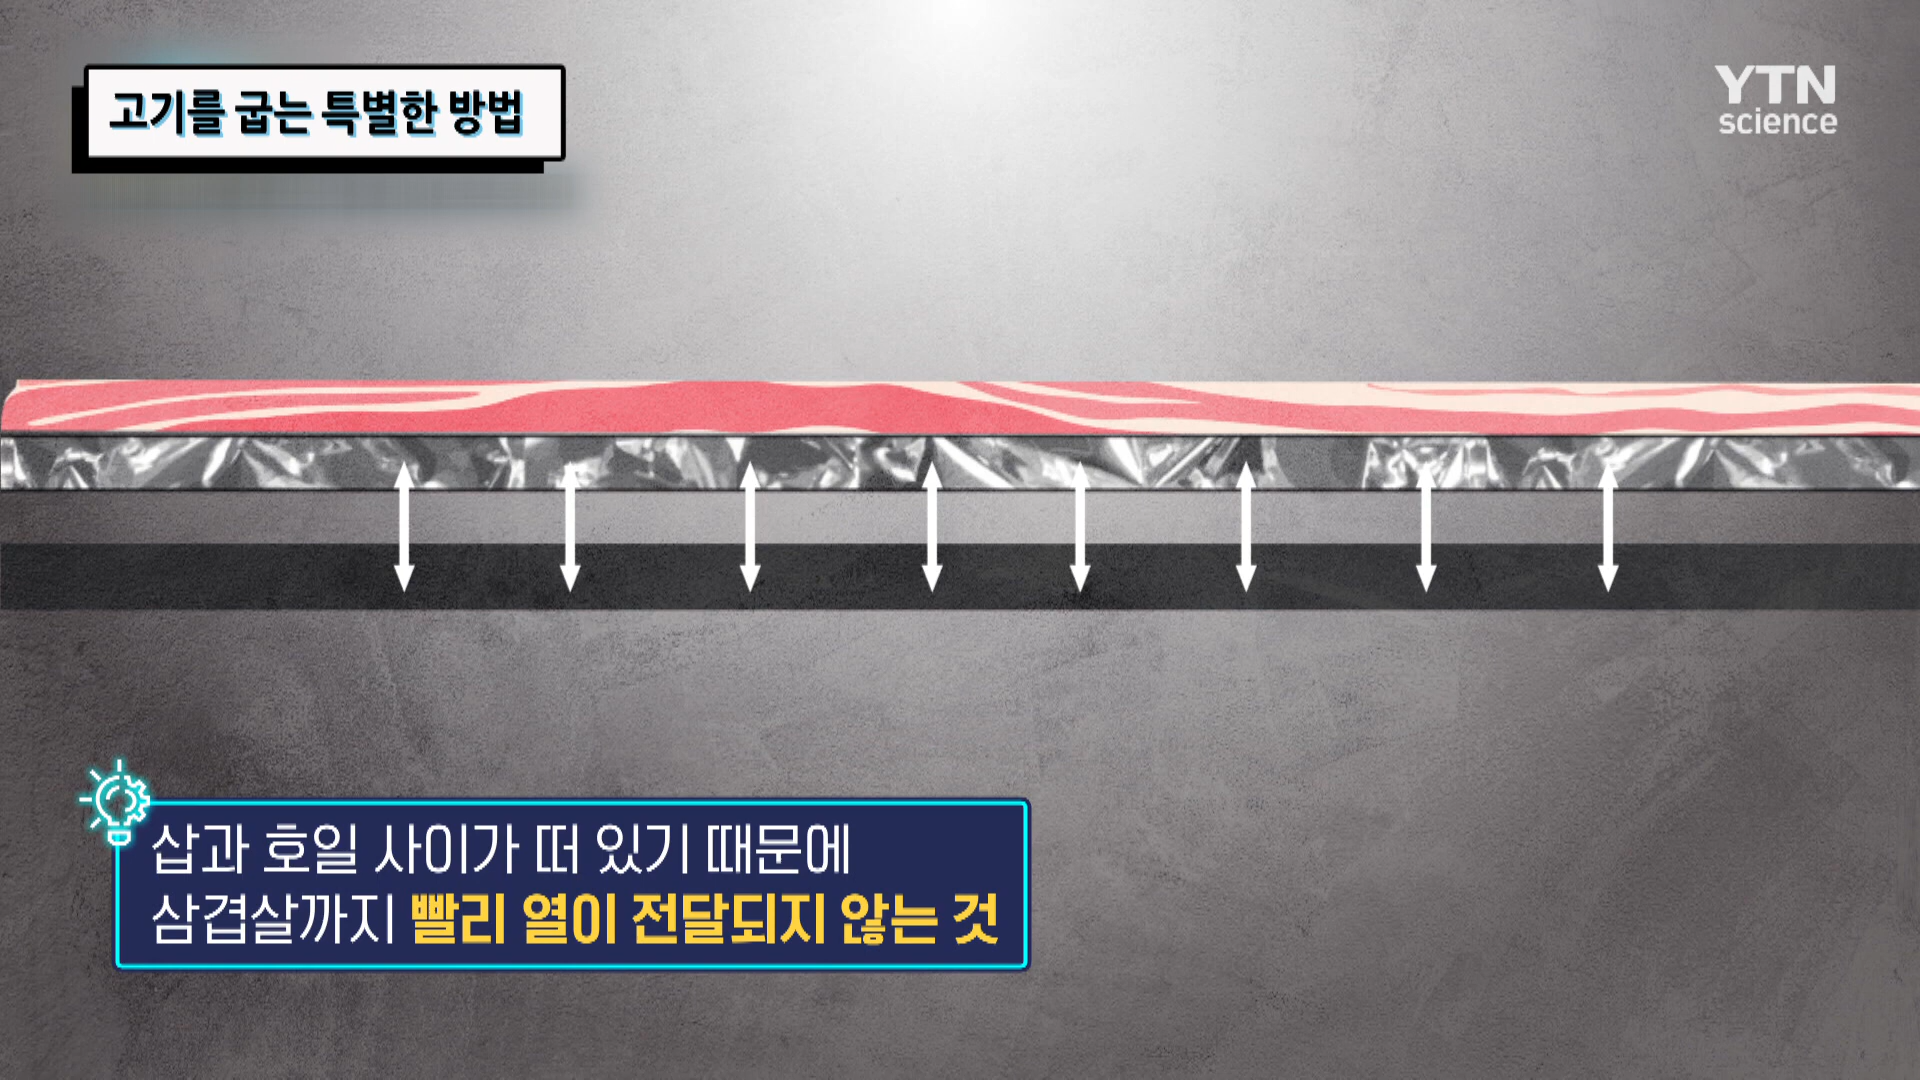 고기를 굽는 특별한 방법
YTN
science
삽과 호일 사이가 떠 있기 때문에
삼겹살까지 빨리 열이 전달되지 않는 것